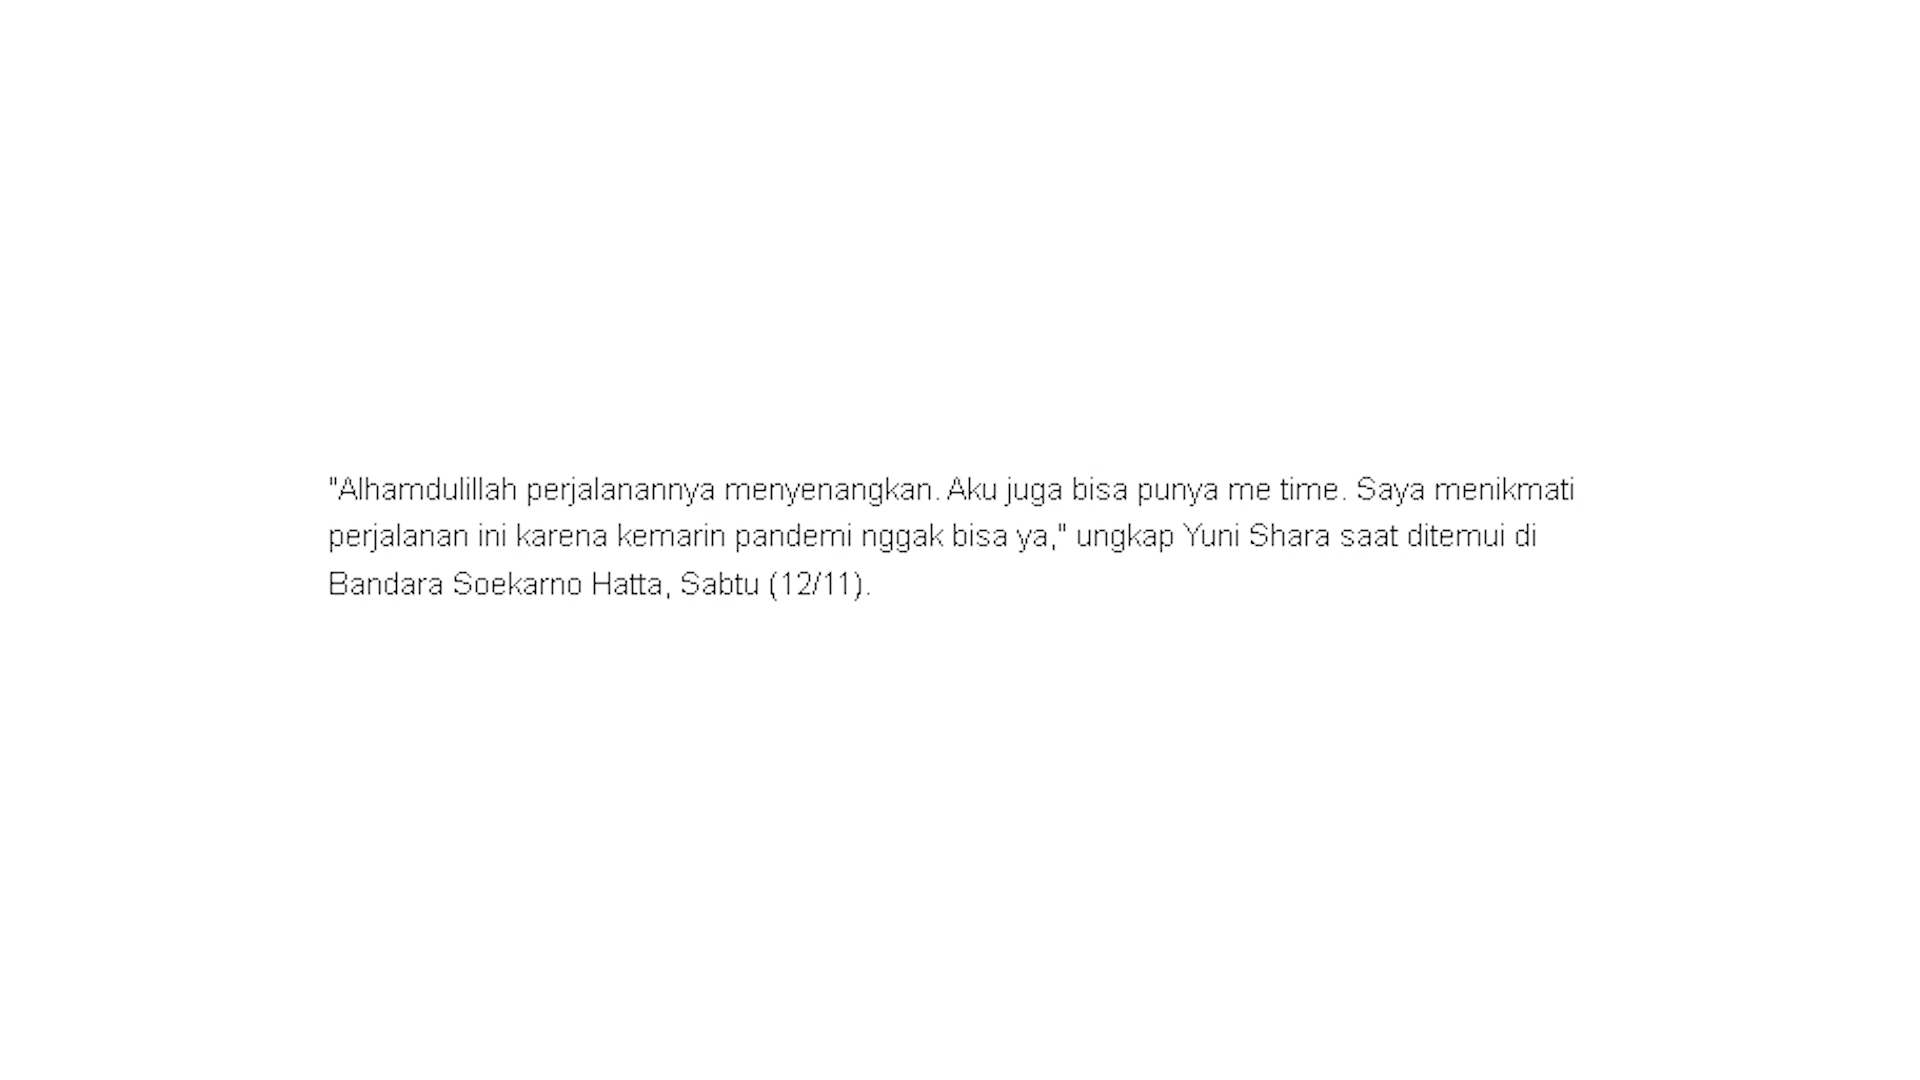 "Alhamdulillah perjalanannya menyenangkan. Aku juga bisa punya me time. Saya menikmati
perjalanan ini karena kemarin pandemi nggak bisa ya," ungkap Yuni Shara saat ditemui di
Bandara Soekarno Hatta, Sabtu (12/11).